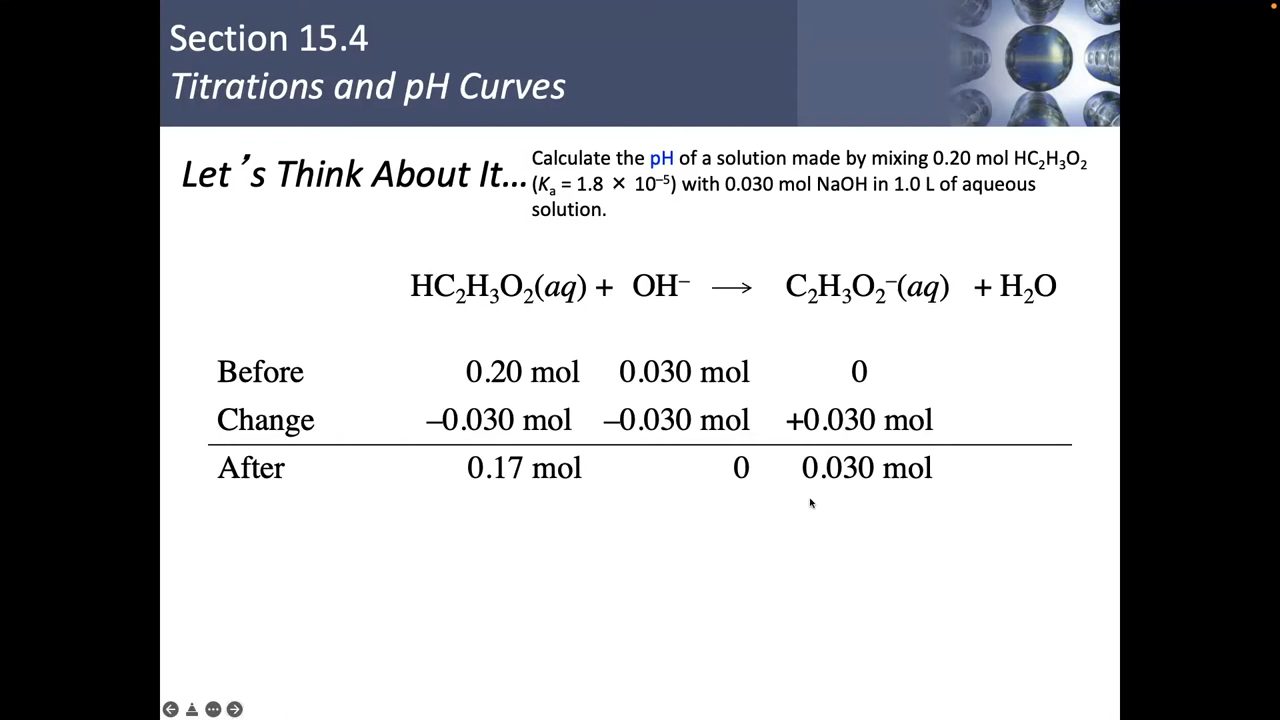 Section 15.4
Titrations and pH Curves
Let’s Think About It…
Calculate the pH of a solution made by mixing 0.20 mol HC₂H₃O₂
(Kₐ = 1.8 × 10⁻⁵) with 0.030 mol NaOH in 1.0 L of aqueous
solution.
HC₂H₃O₂(aq) + OH⁻ ⟶ C₂H₃O₂⁻(aq) + H₂O
Before 0.20 mol 0.030 mol 0
Change –0.030 mol –0.030 mol +0.030 mol
After 0.17 mol 0 0.030 mol